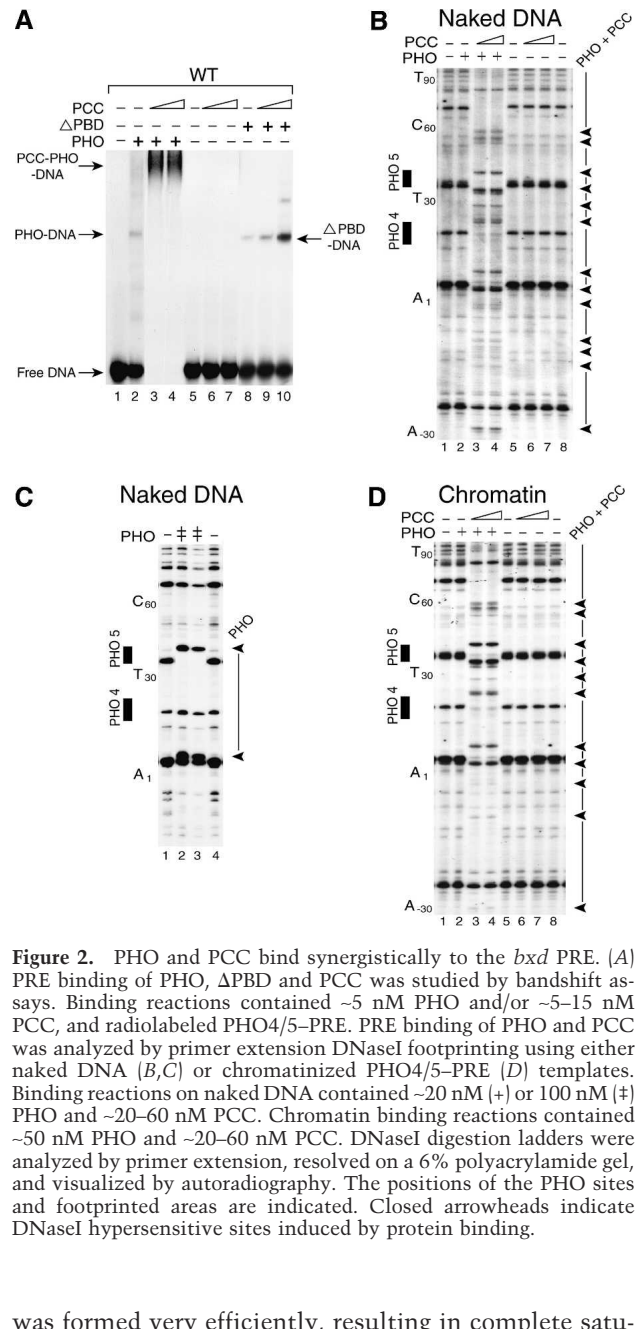 A
WT
PCC – – – – –
△PBD – – – – – – – + + +
PHO – + + + – – – – – –
PCC-PHO
-DNA
PHO-DNA
△PBD
-DNA
Free DNA
1 2 3 4 5 6 7 8 9 10
B
Naked DNA
PCC – – – –
PHO – + + + – – – –
PHO + PCC
T90
C60
PHO 5
T30
PHO 4
A1
A-30
1 2 3 4 5 6 7 8
C
Naked DNA
PHO – ‡ ‡ –
C60
PHO
PHO 5
T30
PHO 4
A1
1 2 3 4
D
Chromatin
PCC – – – –
PHO – + + + – – – –
PHO + PCC
T90
C60
PHO 5
T30
PHO 4
A1
A-30
1 2 3 4 5 6 7 8
Figure 2. PHO and PCC bind synergistically to the bxd PRE. (A)
PRE binding of PHO, ΔPBD and PCC was studied by bandshift as-
says. Binding reactions contained ~5 nM PHO and/or ~5–15 nM
PCC, and radiolabeled PHO4/5–PRE. PRE binding of PHO and PCC
was analyzed by primer extension DNaseI footprinting using either
naked DNA (B,C) or chromatinized PHO4/5–PRE (D) templates.
Binding reactions on naked DNA contained ~20 nM (+) or 100 nM (‡)
PHO and ~20–60 nM PCC. Chromatin binding reactions contained
~50 nM PHO and ~20–60 nM PCC. DNaseI digestion ladders were
analyzed by primer extension, resolved on a 6% polyacrylamide gel,
and visualized by autoradiography. The positions of the PHO sites
and footprinted areas are indicated. Closed arrowheads indicate
DNaseI hypersensitive sites induced by protein binding.
was formed very efficiently, resulting in complete satu-